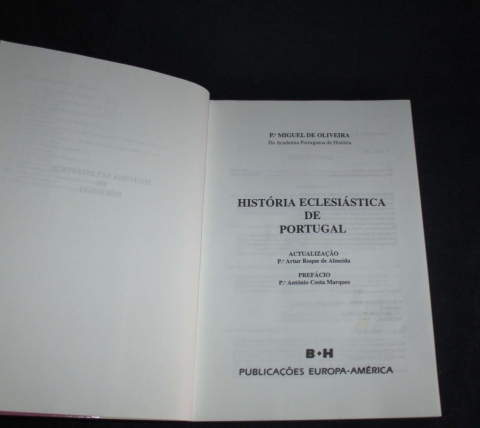 P.ᵉ MIGUEL DE OLIVEIRA
Da Academia Portuguesa de História
HISTÓRIA ECLESIÁSTICA
DE
PORTUGAL
ACTUALIZAÇÃO
P.ᵉ Artur Roque de Almeida
PREFÁCIO
P.ᵉ António Costa Marques
B•H
PUBLICAÇÕES EUROPA-AMÉRICA